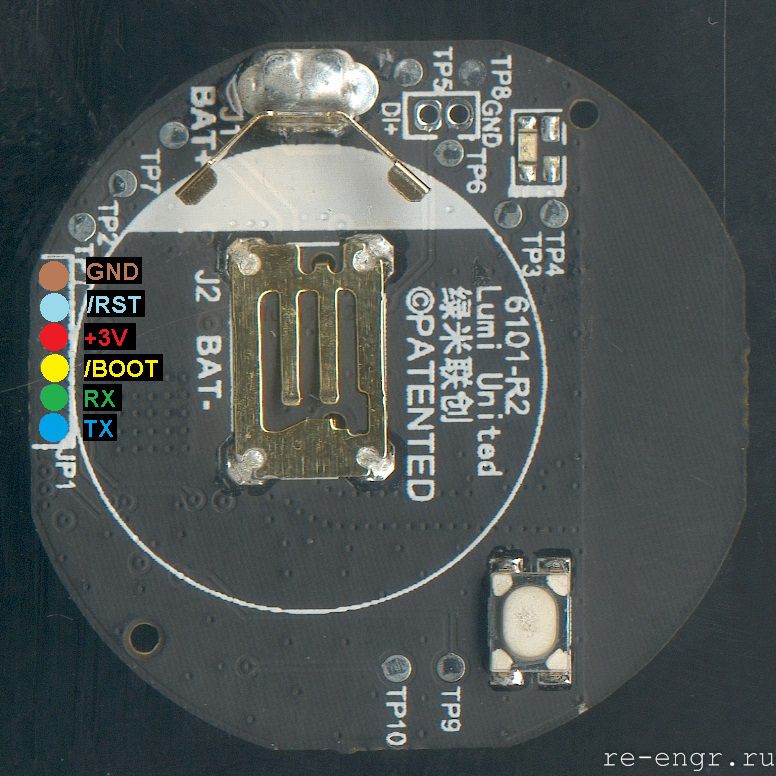 TP5
TP8
J1
BAT+
DI+
GND
TP6
TP7
TP2
TP3
TP4
GND
/RST
+3V
/BOOT
RX
TX
JP1
J2 BAT-
6101-R2
Lumi United
绿米联创
©PATENTED
TP10
TP9
re-engr.ru